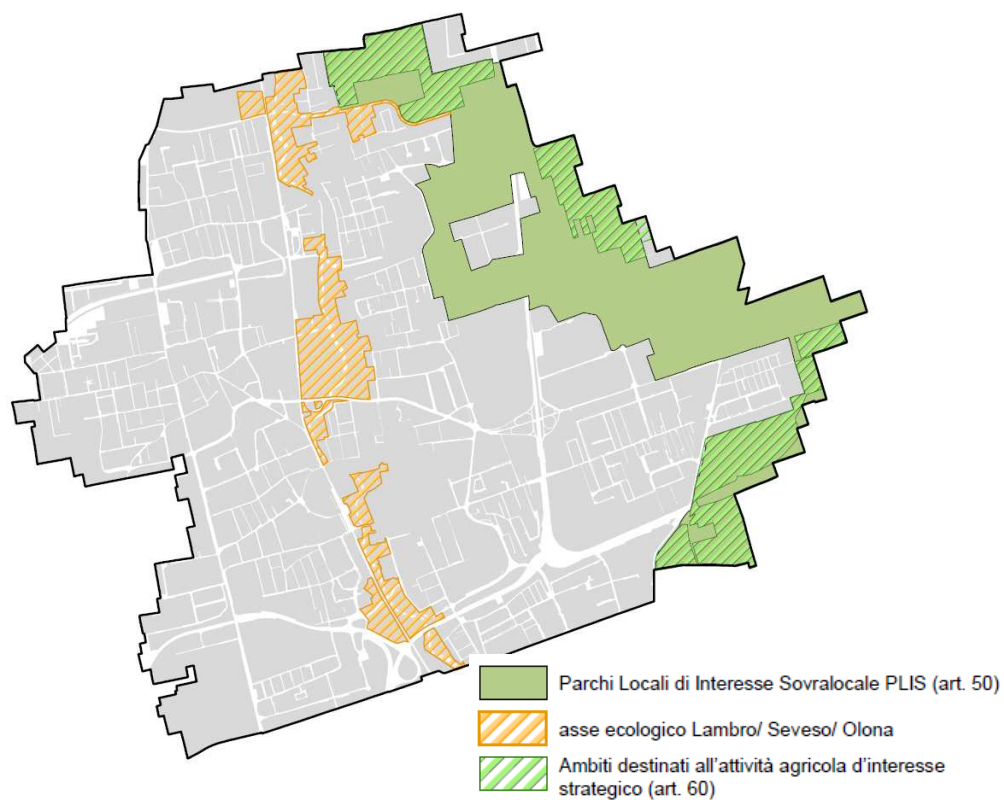 Parchi Locali di Interesse Sovralocale PLIS (art. 50)
asse ecologico Lambro/ Seveso/ Olona
Ambiti destinati all'attività agricola d'interesse
strategico (art. 60)